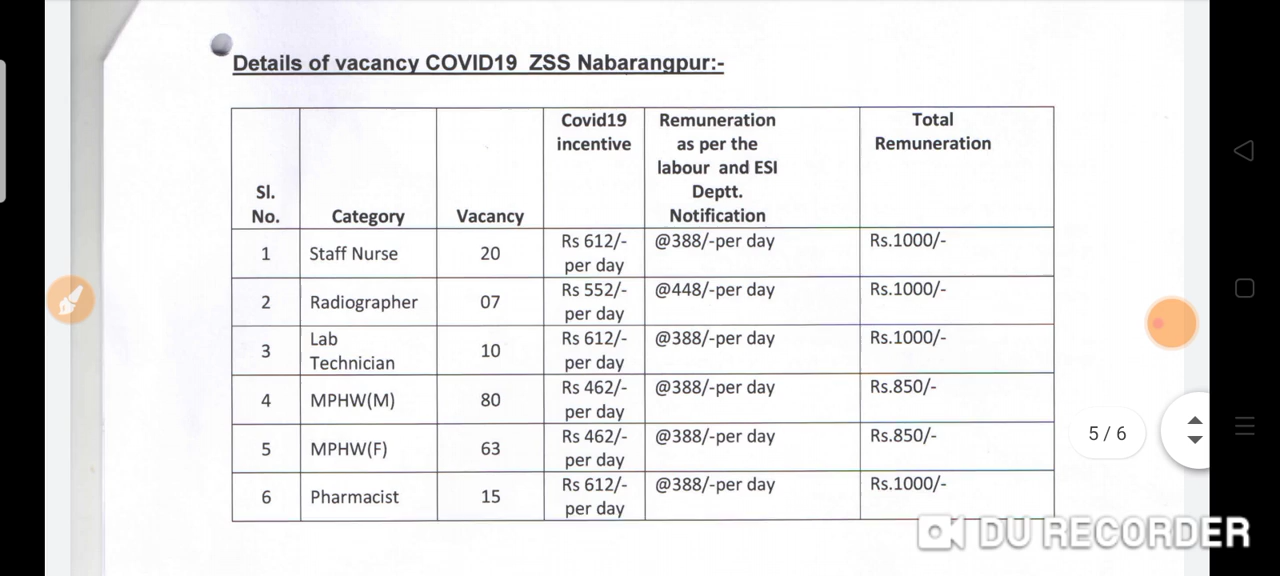 Details of vacancy COVID19 ZSS Nabarangpur:-
Sl. No. Category Vacancy Covid19 incentive Remuneration as per the labour and ESI Deptt. Notification Total Remuneration
1 Staff Nurse 20 Rs 612/- per day @388/-per day Rs.1000/-
2 Radiographer 07 Rs 552/- per day @448/-per day Rs.1000/-
3 Lab Technician 10 Rs 612/- per day @388/-per day Rs.1000/-
4 MPHW(M) 80 Rs 462/- per day @388/-per day Rs.850/-
5 MPHW(F) 63 Rs 462/- per day @388/-per day Rs.850/-
6 Pharmacist 15 Rs 612/- per day @388/-per day Rs.1000/-
5 / 6
DU RECORDER